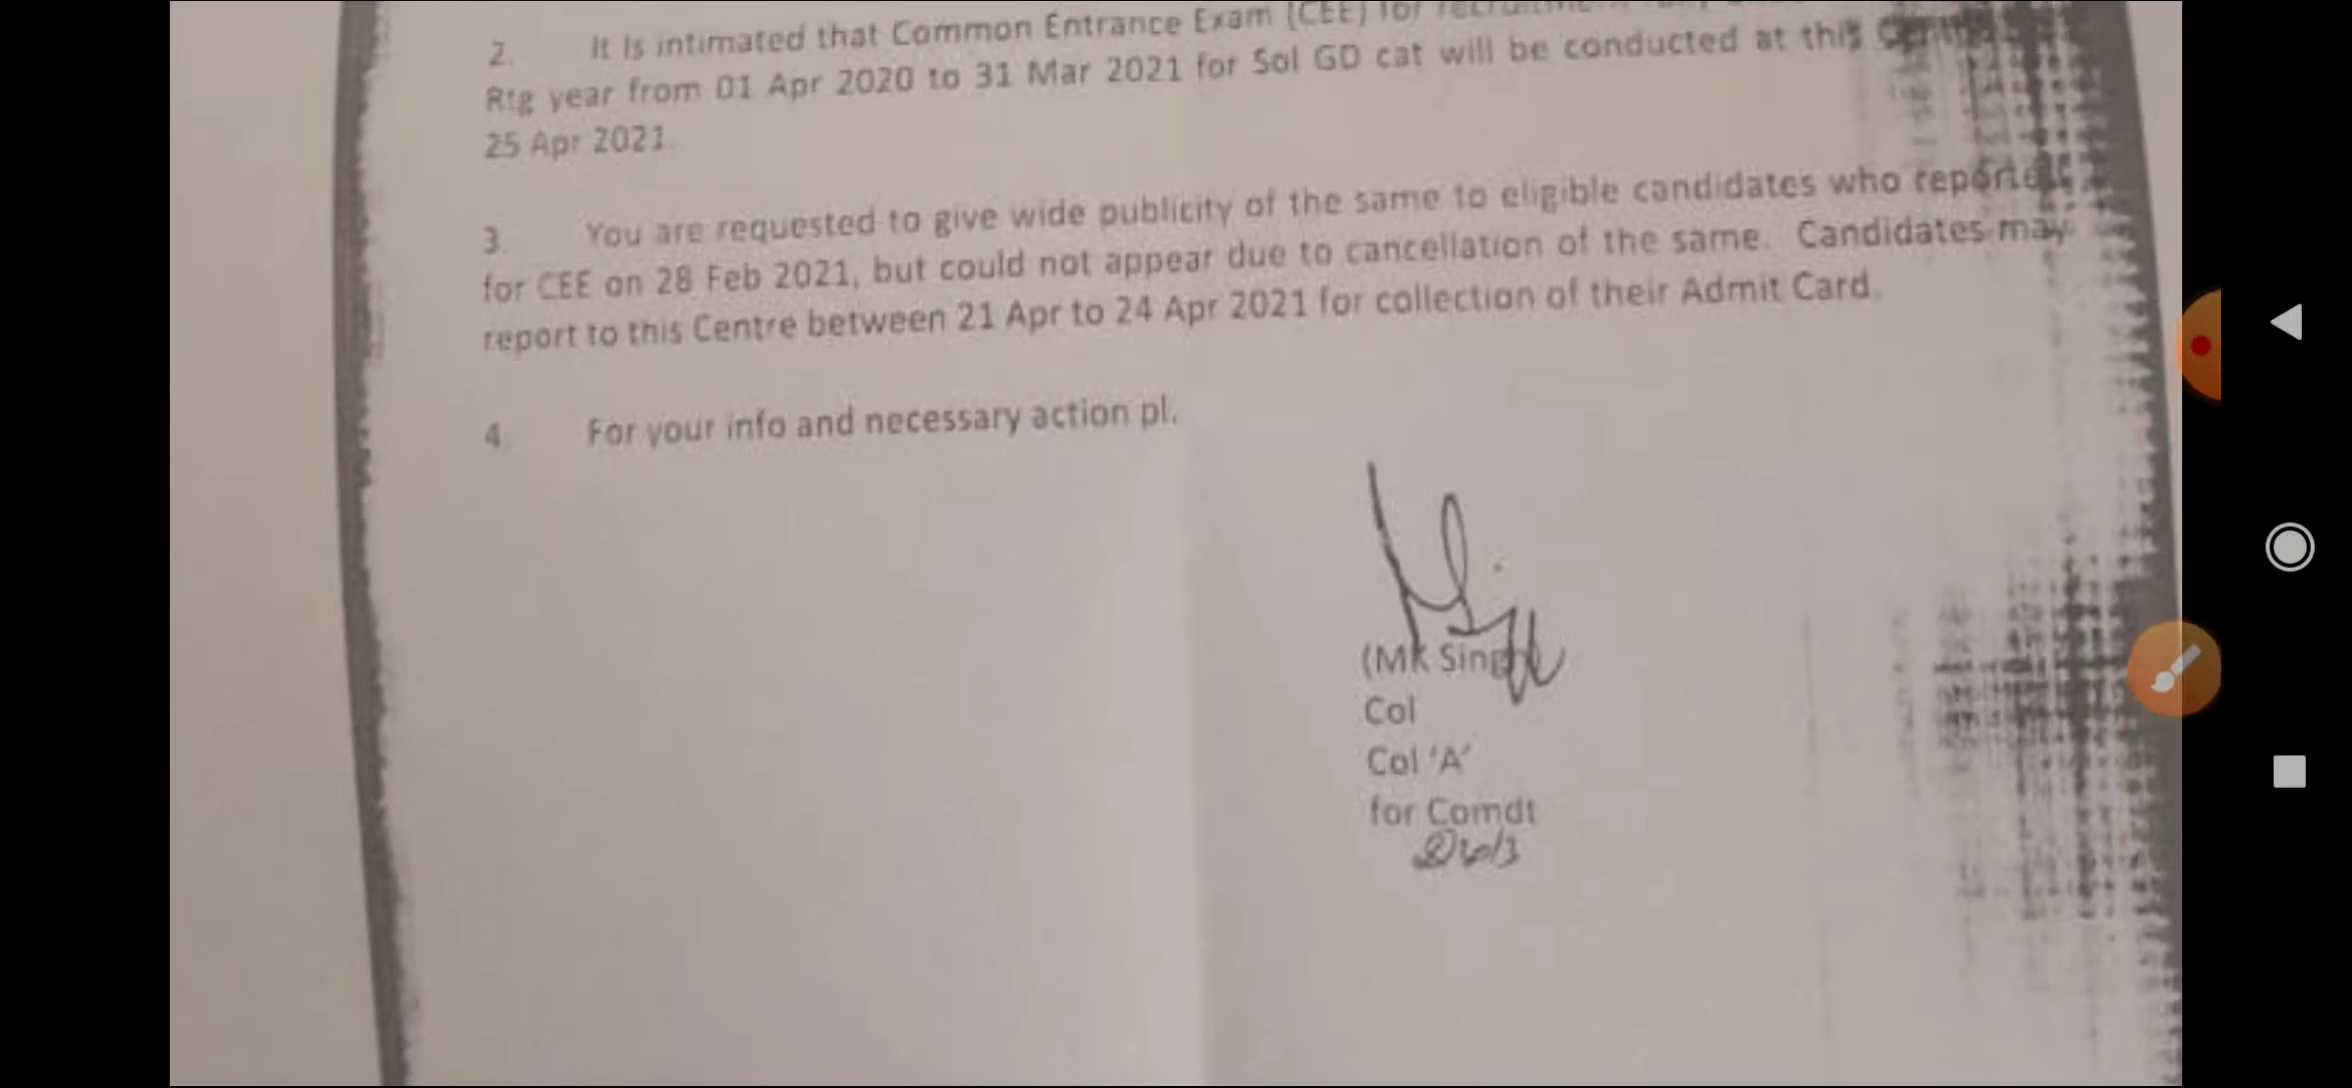 2. It is intimated that Common Entrance Exam (CEE) for
Rtg year from 01 Apr 2020 to 31 Mar 2021 for Sol GD cat will be conducted at this
25 Apr 2021.
3. You are requested to give wide publicity of the same to eligible candidates who reported
for CEE on 28 Feb 2021, but could not appear due to cancellation of the same. Candidates may
report to this Centre between 21 Apr to 24 Apr 2021 for collection of their Admit Card.
4. For your info and necessary action pl.
(MK Singh
Col
Col 'A'
for Comdt